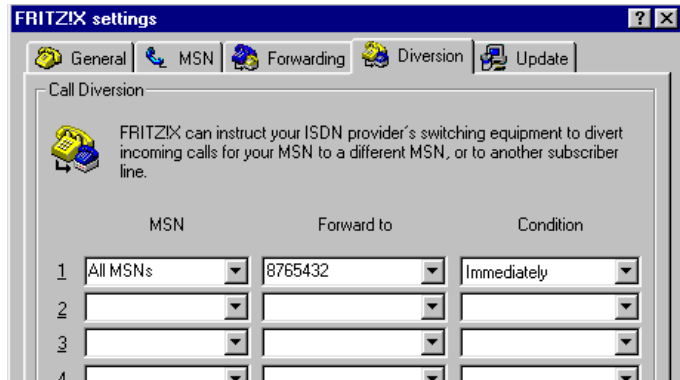 FRITZ!X settings
General MSN Forwarding Diversion Update
Call Diversion
FRITZ!X can instruct your ISDN provider´s switching equipment to divert
incoming calls for your MSN to a different MSN, or to another subscriber
line.
MSN Forward to Condition
1 All MSNs 8765432 Immediately
2
3
4